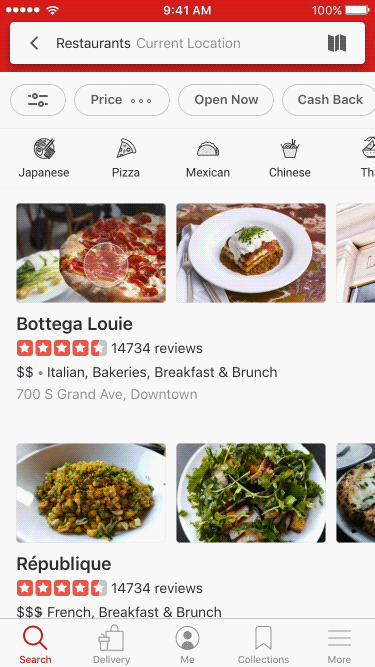 9:41 AM 100%
Restaurants Current Location
Price Open Now Cash Back
Japanese Pizza Mexican Chinese Th
Bottega Louie
14734 reviews
$$ • Italian, Bakeries, Breakfast & Brunch
700 S Grand Ave, Downtown
République
14734 reviews
$$$ French, Breakfast & Brunch
Search Delivery Me Collections More